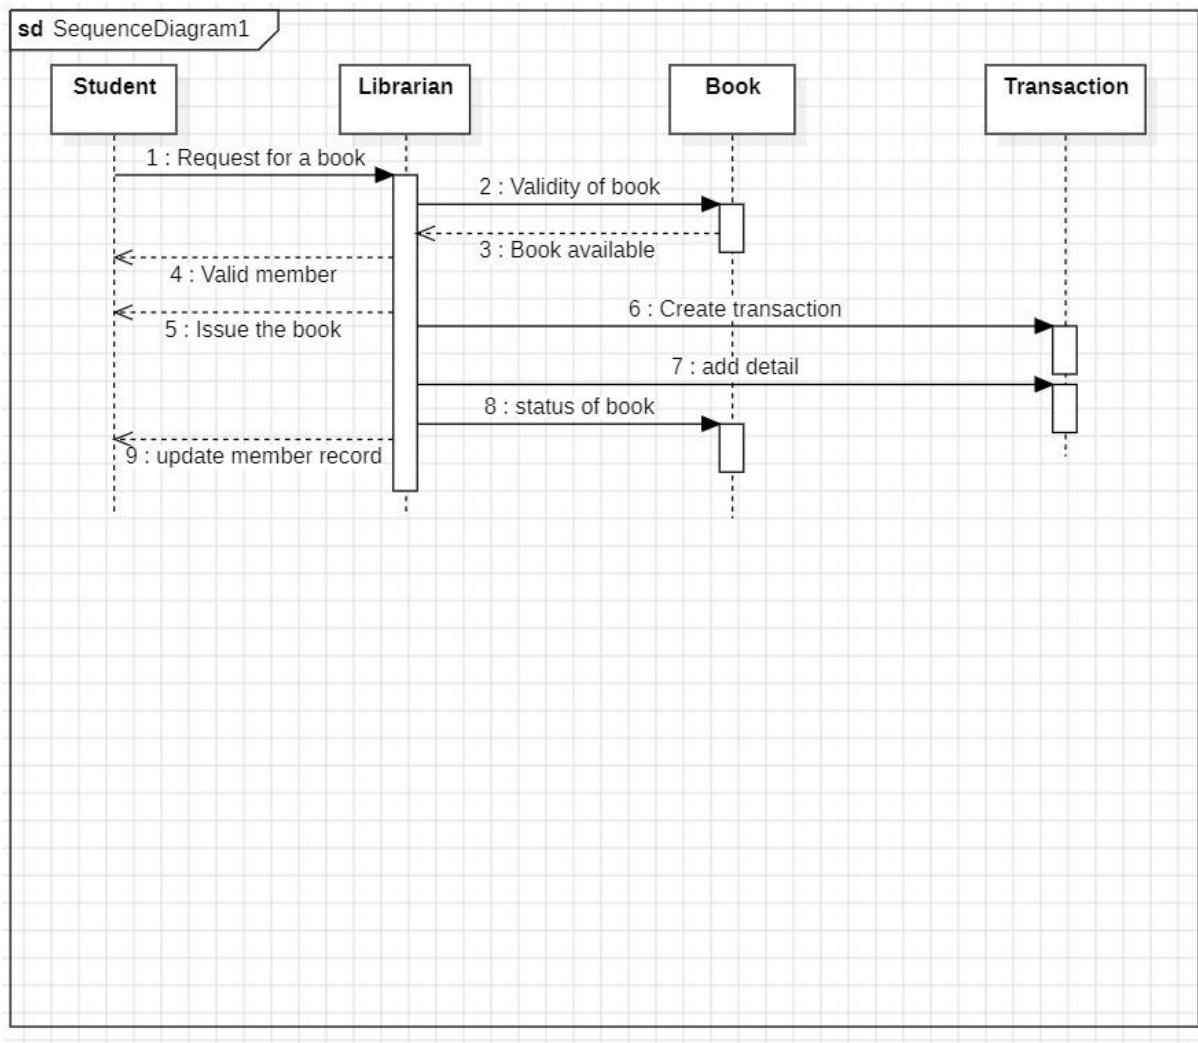 sd SequenceDiagram1
Student
Librarian
Book
Transaction
1 : Request for a book
2 : Validity of book
3 : Book available
4 : Valid member
5 : Issue the book
6 : Create transaction
7 : add detail
8 : status of book
9 : update member record